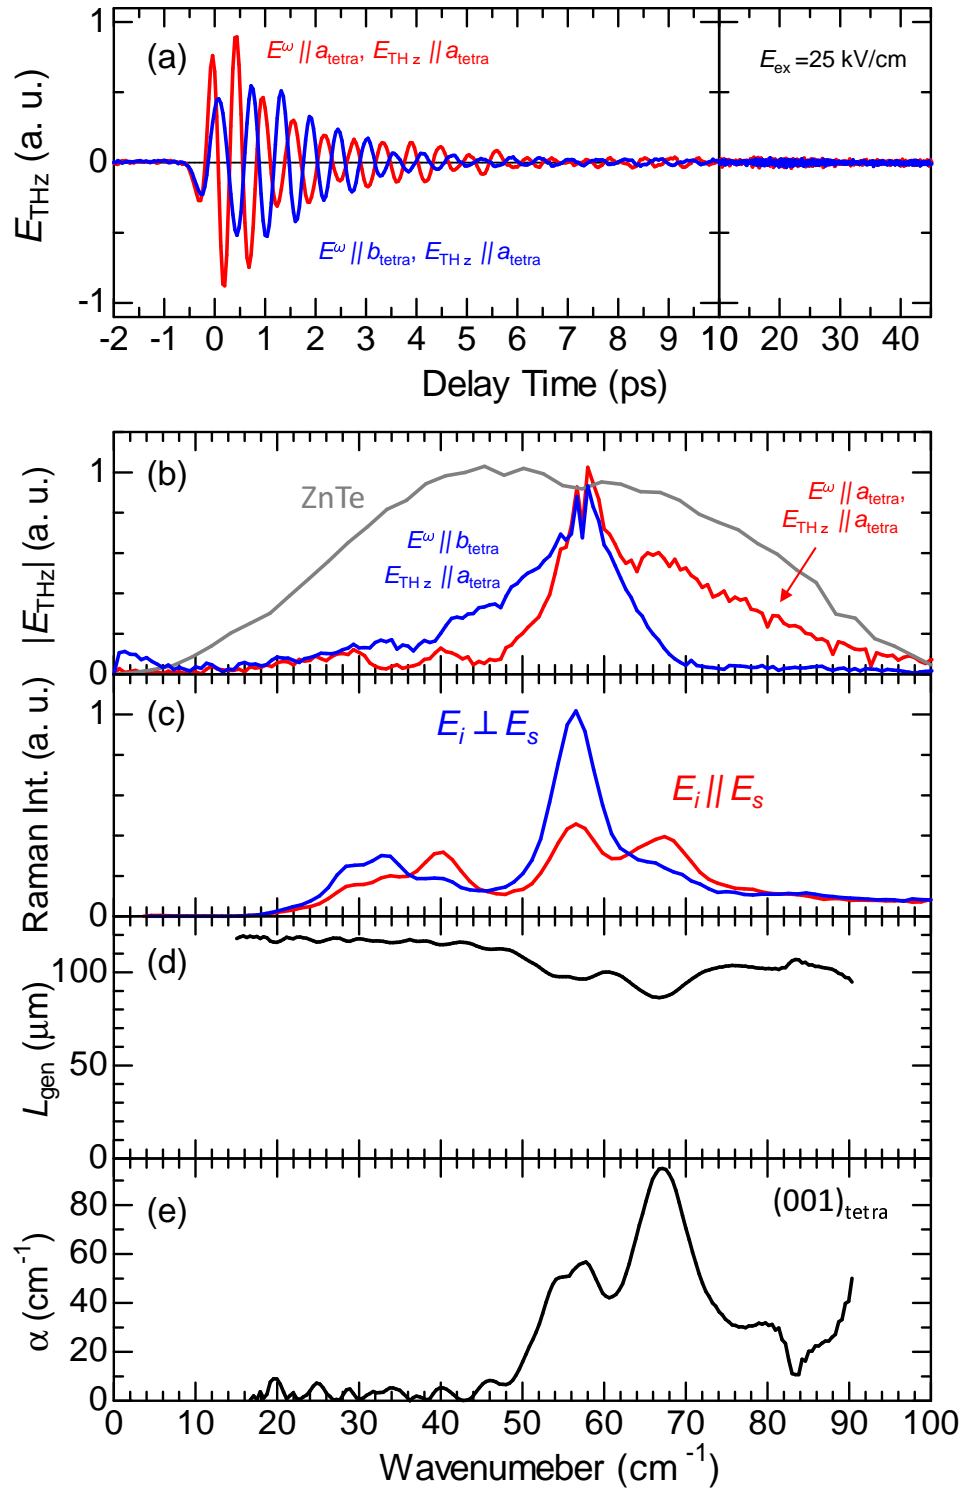 (a)
E^ω || a_tetra, E_THz || a_tetra
E_ex =25 kV/cm
E^ω || b_tetra, E_THz || a_tetra
E_THz (a. u.)
1
0
-1
-2 -1 0 1 2 3 4 5 6 7 8 9 10 20 30 40
Delay Time (ps)
(b)
ZnTe
E^ω || a_tetra,
E_THz || a_tetra
E^ω || b_tetra
E_THz || a_tetra
|E_THz| (a. u.)
1
0
(c)
E_i ⊥ E_s
E_i || E_s
Raman Int. (a. u.)
1
0
(d)
L_gen (μm)
100
50
0
(e)
(001)_tetra
α (cm^-1)
80
60
40
20
0
0 10 20 30 40 50 60 70 80 90 100
Wavenumeber (cm^-1)